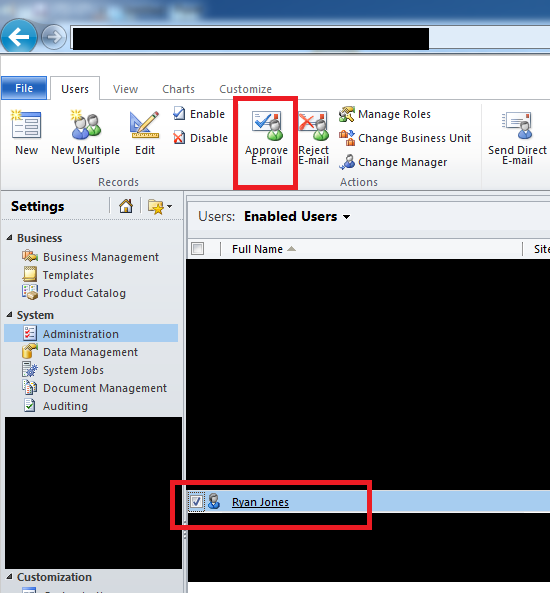 File Users View Charts Customize
New
New Multiple
Users
Edit
Enable
Disable
Approve
E-mail
Reject
E-mail
Manage Roles
Change Business Unit
Change Manager
Send Direct
E-mail
Records
Actions
Settings
Users: Enabled Users
Full Name
Site
Business
Business Management
Templates
Product Catalog
System
Administration
Data Management
System Jobs
Document Management
Auditing
Ryan Jones
Customization